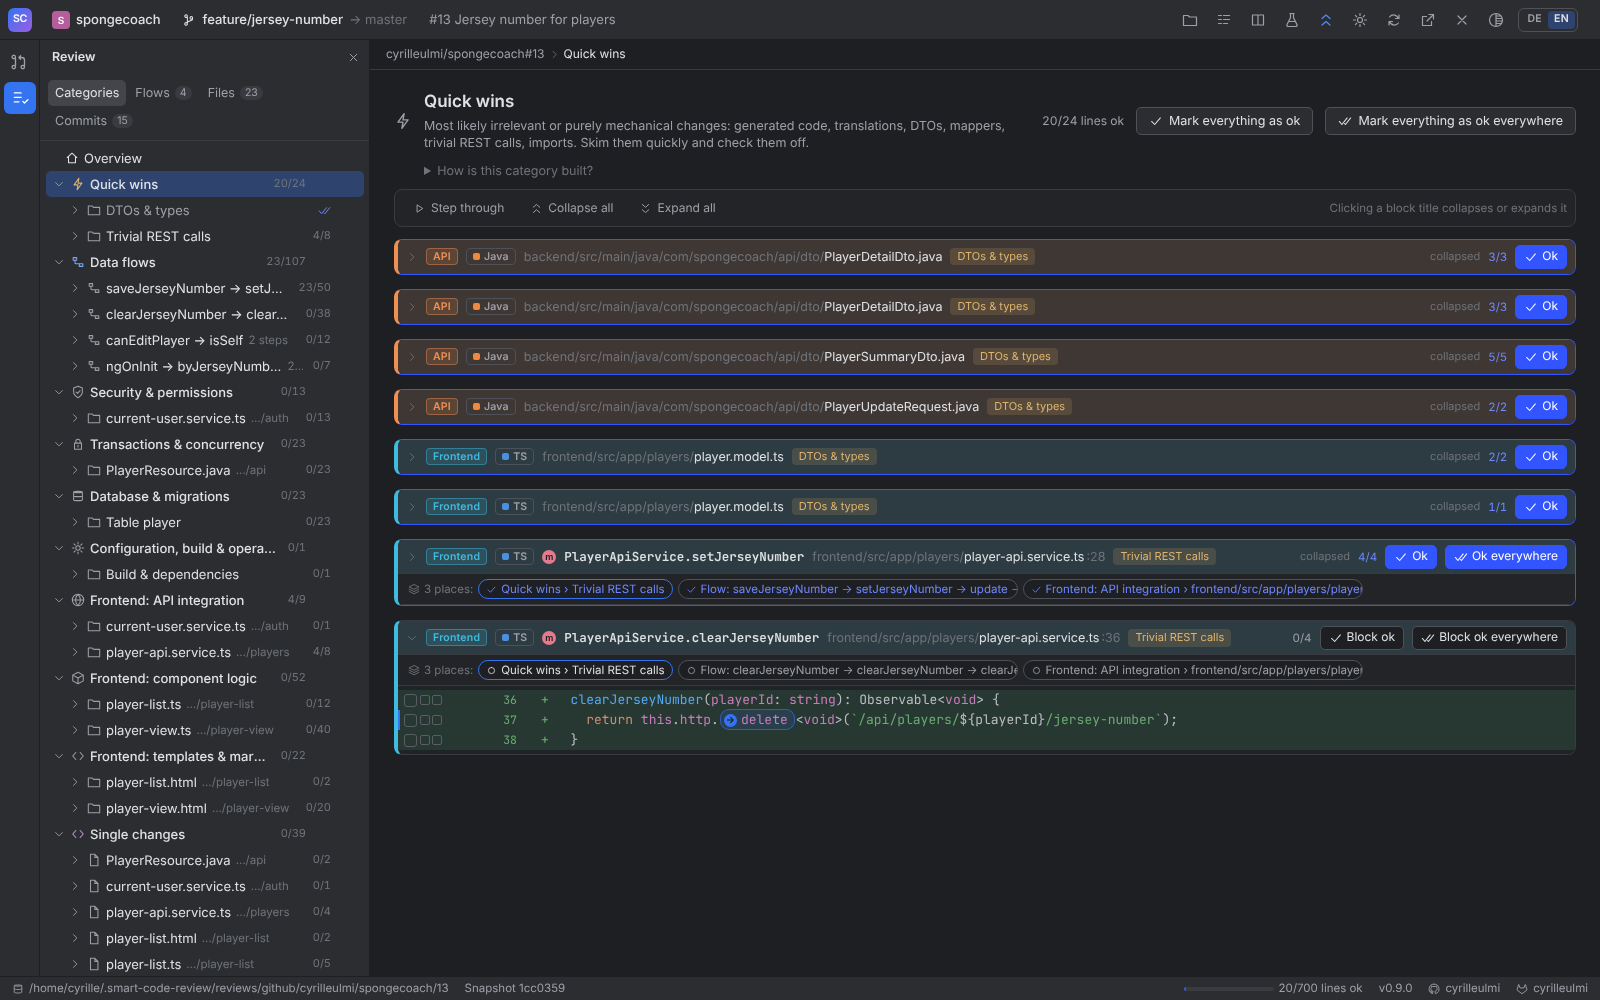 SC S spongecoach feature/jersey-number → master #13 Jersey number for players DE EN
Review
Categories Flows 4 Files 23
Commits 15
Overview
Quick wins 20/24
DTOs & types
Trivial REST calls 4/8
Data flows 23/107
saveJerseyNumber → setJ... 23/50
clearJerseyNumber → clear... 0/38
canEditPlayer → isSelf 2 steps 0/12
ngOnInit → byJerseyNumb... 2... 0/7
Security & permissions 0/13
current-user.service.ts .../auth 0/13
Transactions & concurrency 0/23
PlayerResource.java .../api 0/23
Database & migrations 0/23
Table player 0/23
Configuration, build & opera... 0/1
Build & dependencies 0/1
Frontend: API integration 4/9
current-user.service.ts .../auth 0/1
player-api.service.ts .../players 4/8
Frontend: component logic 0/52
player-list.ts .../player-list 0/12
player-view.ts .../player-view 0/40
Frontend: templates & mar... 0/22
player-list.html .../player-list 0/2
player-view.html .../player-view 0/20
Single changes 0/39
PlayerResource.java .../api 0/2
current-user.service.ts .../auth 0/1
player-api.service.ts .../players 0/4
player-list.html .../player-list 0/2
player-list.ts .../player-list 0/5
cyrilleulmi/spongecoach#13 › Quick wins
Quick wins
Most likely irrelevant or purely mechanical changes: generated code, translations, DTOs, mappers,
trivial REST calls, imports. Skim them quickly and check them off.
20/24 lines ok Mark everything as ok Mark everything as ok everywhere
How is this category built?
Step through Collapse all Expand all Clicking a block title collapses or expands it
API Java backend/src/main/java/com/spongecoach/api/dto/PlayerDetailDto.java DTOs & types collapsed 3/3 Ok
API Java backend/src/main/java/com/spongecoach/api/dto/PlayerDetailDto.java DTOs & types collapsed 3/3 Ok
API Java backend/src/main/java/com/spongecoach/api/dto/PlayerSummaryDto.java DTOs & types collapsed 5/5 Ok
API Java backend/src/main/java/com/spongecoach/api/dto/PlayerUpdateRequest.java DTOs & types collapsed 2/2 Ok
Frontend TS frontend/src/app/players/player.model.ts DTOs & types collapsed 2/2 Ok
Frontend TS frontend/src/app/players/player.model.ts DTOs & types collapsed 1/1 Ok
Frontend TS m PlayerApiService.setJerseyNumber frontend/src/app/players/player-api.service.ts:28 Trivial REST calls collapsed 4/4 Ok Ok everywhere
3 places: Quick wins › Trivial REST calls Flow: saveJerseyNumber → setJerseyNumber → update Frontend: API integration › frontend/src/app/players/player
Frontend TS m PlayerApiService.clearJerseyNumber frontend/src/app/players/player-api.service.ts:36 Trivial REST calls 0/4 Block ok Block ok everywhere
3 places: Quick wins › Trivial REST calls Flow: clearJerseyNumber → clearJerseyNumber → clearJe Frontend: API integration › frontend/src/app/players/player
36 + clearJerseyNumber(playerId: string): Observable<void> {
37 + return this.http.delete<void>(`/api/players/${playerId}/jersey-number`);
38 + }
/home/cyrille/.smart-code-review/reviews/github/cyrilleulmi/spongecoach/13 Snapshot 1cc0359 20/700 lines ok v0.9.0 cyrilleulmi cyrilleulmi